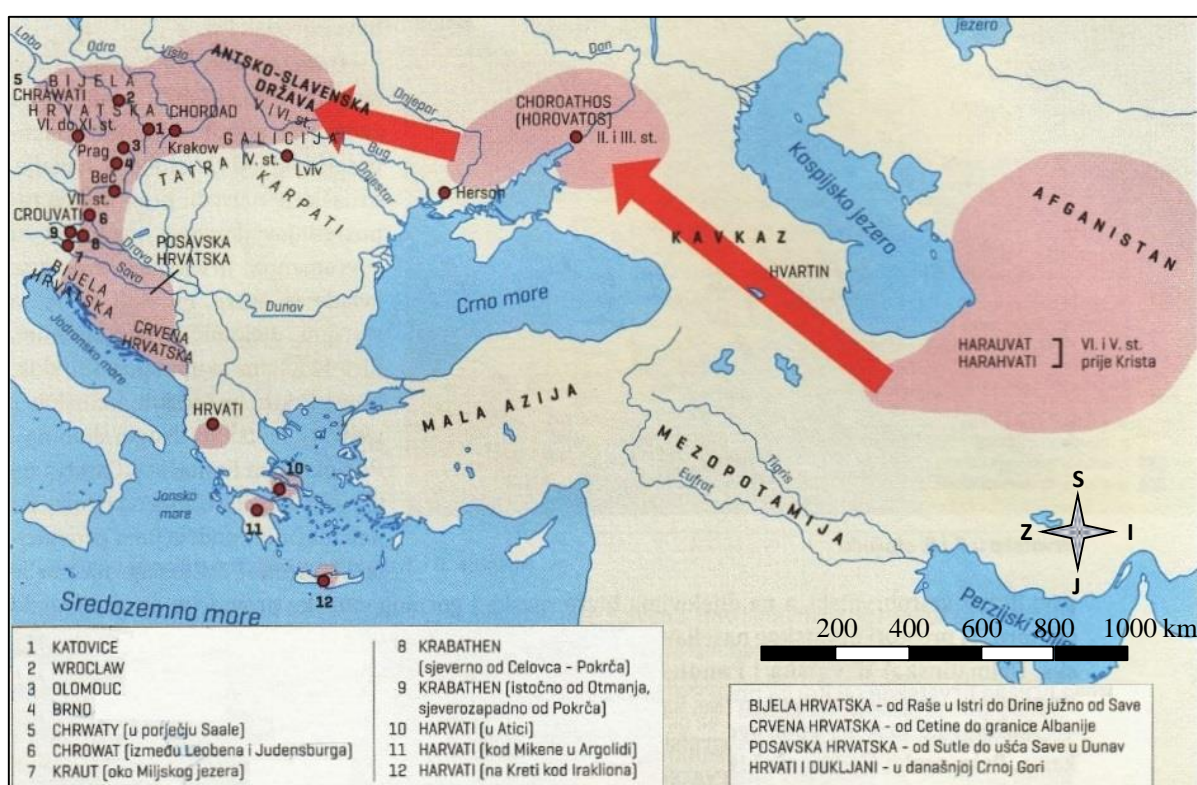 Laba
Odra
Visla
Don
jezero
5 BIJELA
CHRAWATI
2
HRVATSKA
VI. do XI. st.
1
CHORDAD
Krakow
Prag
3
4
ANTSKO-SLAVENSKA
DRŽAVA
V i VI. st.
Dnjepar
CHOROATHOS
(HOROVATOS)
II. i III. st.
GALICIJA
IV. st.
Lviv
Bug
Dnjestar
TATRA
KARPATI
Herson
Beč
VII. st.
6
CROUVATI
9
8
7
Drava
Sava
POSAVSKA
HRVATSKA
BIJELA
HRVATSKA
CRVENA
HRVATSKA
Jadransko more
Dunav
Crno more
KAVKAZ
HVARTIN
Kaspijsko jezero
AFGANISTAN
HARAUVAT
HARAHVATI
VI. i V. st.
prije Krista
HRVATI
MALA AZIJA
MEZOPOTAMIJA
Tigris
Eufrat
10
Jonsko
more
11
12
Sredozemno more
Perzijski zaljev
S
Z
I
J
200 400 600 800 1000 km
1 KATOVICE
2 WROCLAW
3 OLOMOUC
4 BRNO
5 CHRWATY (u porječju Saale)
6 CHROWAT (između Leobena i Judensburga)
7 KRAUT (oko Miljskog jezera)
8 KRABATHEN
(sjeverno od Celovca - Pokrča)
9 KRABATHEN (istočno od Otmanja,
sjeverozapadno od Pokrča)
10 HARVATI (u Atici)
11 HARVATI (kod Mikene u Argolidi)
12 HARVATI (na Kreti kod Irakliona)
BIJELA HRVATSKA - od Raše u Istri do Drine južno od Save
CRVENA HRVATSKA - od Cetine do granice Albanije
POSAVSKA HRVATSKA - od Sutle do ušća Save u Dunav
HRVATI I DUKLJANI - u današnjoj Crnoj Gori